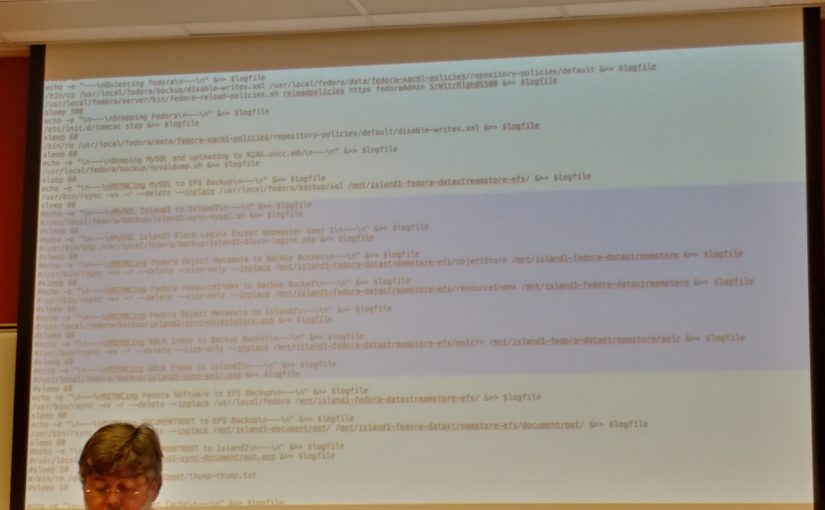 echo -e "\n---\nQuiescing Fedora\n---\n" &>> $logfile
/bin/cp /usr/local/fedora/backup/disable-writes.xml /usr/local/fedora/data/fedora-xacml-policies/repository-policies/default &>> $logfile
/usr/local/fedora/server/bin/fedora-reload-policies.sh reloadpolicies https fedoraAdmin
sleep 300
echo -e "\n---\nStopping Fedora\n---\n" &>> $logfile
/etc/init.d/tomcat stop &>> $logfile
sleep 60
/bin/rm /usr/local/fedora/data/fedora-xacml-policies/repository-policies/default/disable-writes.xml &>> $logfile
sleep 60
echo -e "\n---\nDumping MySQL and uploading to \n---\n" &>> $logfile
/usr/local/fedora/backup/mysqldump.sh &>> $logfile
sleep 60
echo -e "\n---\nRSYNCing MySQL to EFS Backup\n---\n" &>> $logfile
/usr/bin/rsync -vv -r --delete --inplace /usr/local/fedora/backup/sql /mnt/island1-fedora-datastreamstore-efs/ &>> $logfile
sleep 60
#echo -e "\n---\nMySQL Island1 to Island2\n---\n" &>> $logfile
#/usr/local/fedora/backup/island2-sync-mysql.sh &>> $logfile
#echo -e "\n---\nMySQL Island2 Block Logins Except Webmaster User 1\n---\n" &>> $logfile
#/usr/bin/php /usr/local/fedora/backup/island2-block-logins.php &>> $logfile
#sleep 60
#echo -e "\n---\nRSYNCing Fedora Object Metadata to Backup Bucket\n---\n" &>> $logfile
#/usr/bin/rsync -vv -r --delete --size-only --inplace /mnt/island1-fedora-datastreamstore-efs/objectStore /mnt/island1-fedora-datastreamstore &>> $logfile
#sleep 60
#echo -e "\n---\nRSYNCing Fedora resourceIndex to Backup Bucket\n---\n" &>> $logfile
#/usr/bin/rsync -vv -r --delete --size-only --inplace /mnt/island1-fedora-datastreamstore-efs/resourceIndex /mnt/island1-fedora-datastreamstore &>> $logfile
#sleep 60
#echo -e "\n---\nRSYNCing Fedora Object Metadata to Island2\n---\n" &>> $logfile
#/usr/local/fedora/backup/island2-sync-objectstore.exp &>> $logfile
#sleep 60
#echo -e "\n---\nRSYNCing SOLR Index to Backup Bucket\n---\n" &>> $logfile
#/usr/bin/rsync -vv -r --delete --size-only --inplace /mnt/island1-fedora-datastreamstore-efs/solr/* /mnt/island1-fedora-datastreamstore/solr &>> $logfile
#sleep 60
#echo -e "\n---\nRSYNCing SOLR Index to Island2\n---\n" &>> $logfile
#/usr/local/fedora/backup/island2-sync-solr.exp &>> $logfile
#sleep 60
echo -e "\n---\nRSYNCing Fedora Software to EFS Backup\n---\n" &>> $logfile
/usr/bin/rsync -vv -r --delete --inplace /usr/local/fedora /mnt/island1-fedora-datastreamstore-efs/ &>> $logfile
sleep 60
echo -e DOCUMENTROOT to EFS Backup\n---\n" &>> $logfile
/usr/bin/rsync --inplace /mnt/island1-documentroot/ /mnt/island1-fedora-datastreamstore-efs/documentroot/ &>> $logfile
sleep 60
#echo -e DOCUMENTROOT to Island2\n---\n" &>> $logfile
#/usr/local -sync-documentroot.exp &>> $logfile
#sleep 10
#/bin/rm /thump-thump.txt
#sleep 10
echo -e "\n---\n Cache\n---\n" &>> $logfile